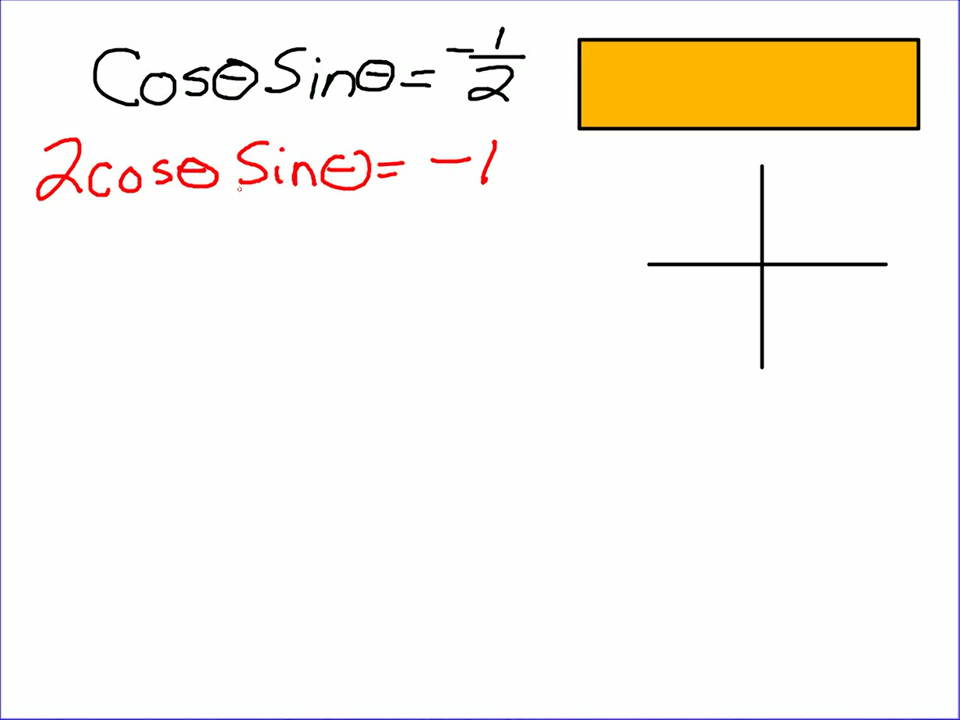 Cosθ Sinθ = -1/2
2cosθ Sinθ = -1